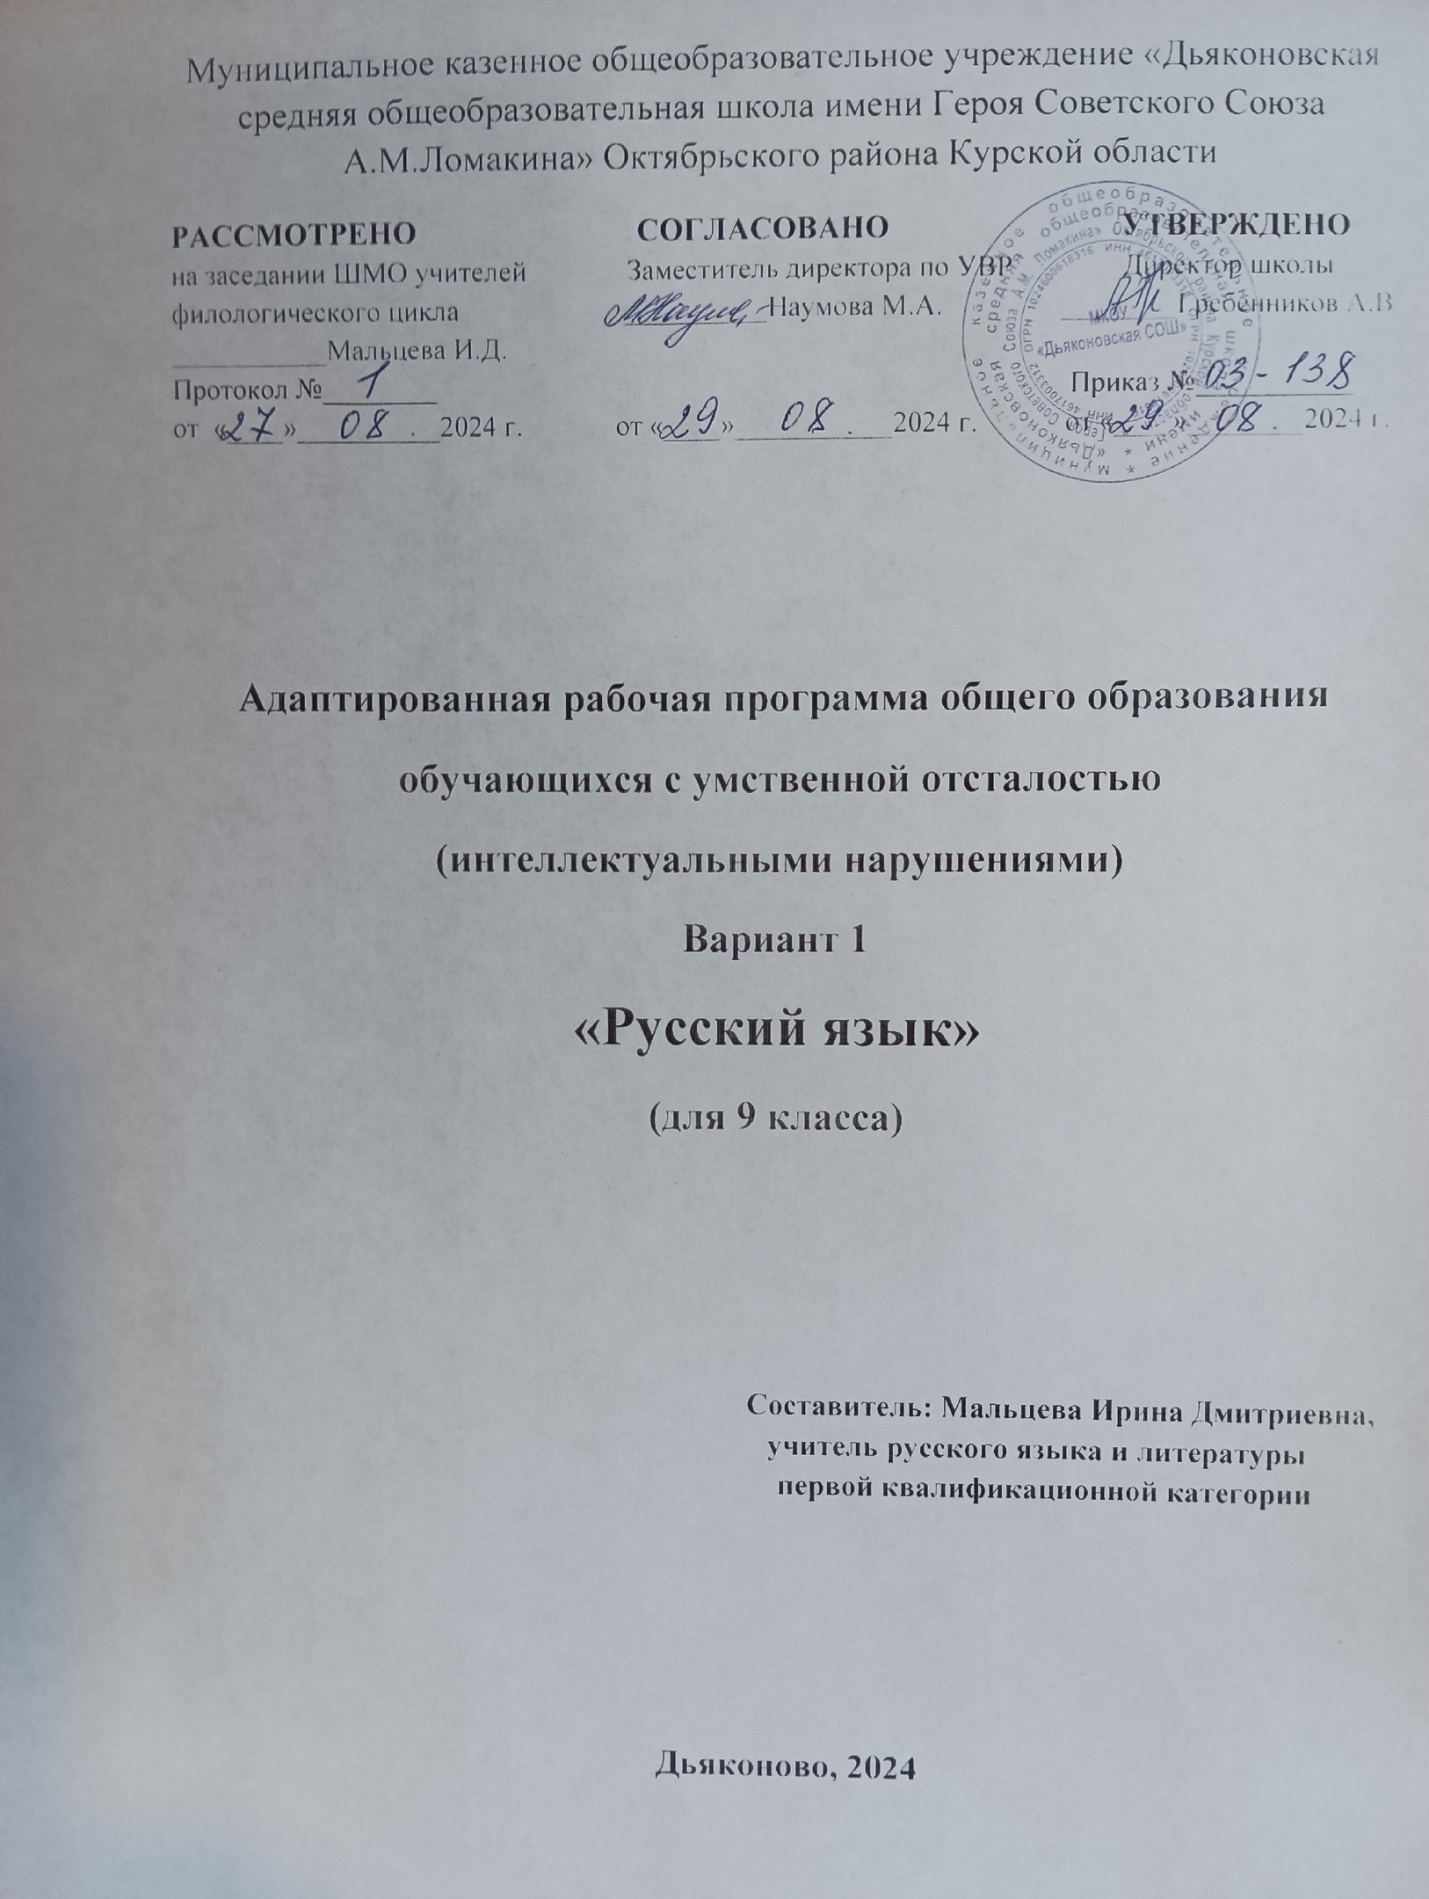 Муниципальное казенное общеобразовательное учреждение «Дьяконовская
средняя общеобразовательная школа имени Героя Советского Союза
А.М.Ломакина» Октябрьского района Курской области
РАССМОТРЕНО
на заседании ШМО учителей
филологического цикла
____________Мальцева И.Д.
Протокол № 1
от «27» 08 . 2024 г.
СОГЛАСОВАНО
Заместитель директора по УВР
Наумова М.А.
от «29» 08 . 2024 г.
УТВЕРЖДЕНО
Директор школы
Гребенников А.В
Приказ № 03-138
от «29» 08 . 2024 г.
МКОУ
«Дьяконовская СОШ»
Адаптированная рабочая программа общего образования
обучающихся с умственной отсталостью
(интеллектуальными нарушениями)
Вариант 1
«Русский язык»
(для 9 класса)
Составитель: Мальцева Ирина Дмитриевна,
учитель русского языка и литературы
первой квалификационной категории
Дьяконово, 2024